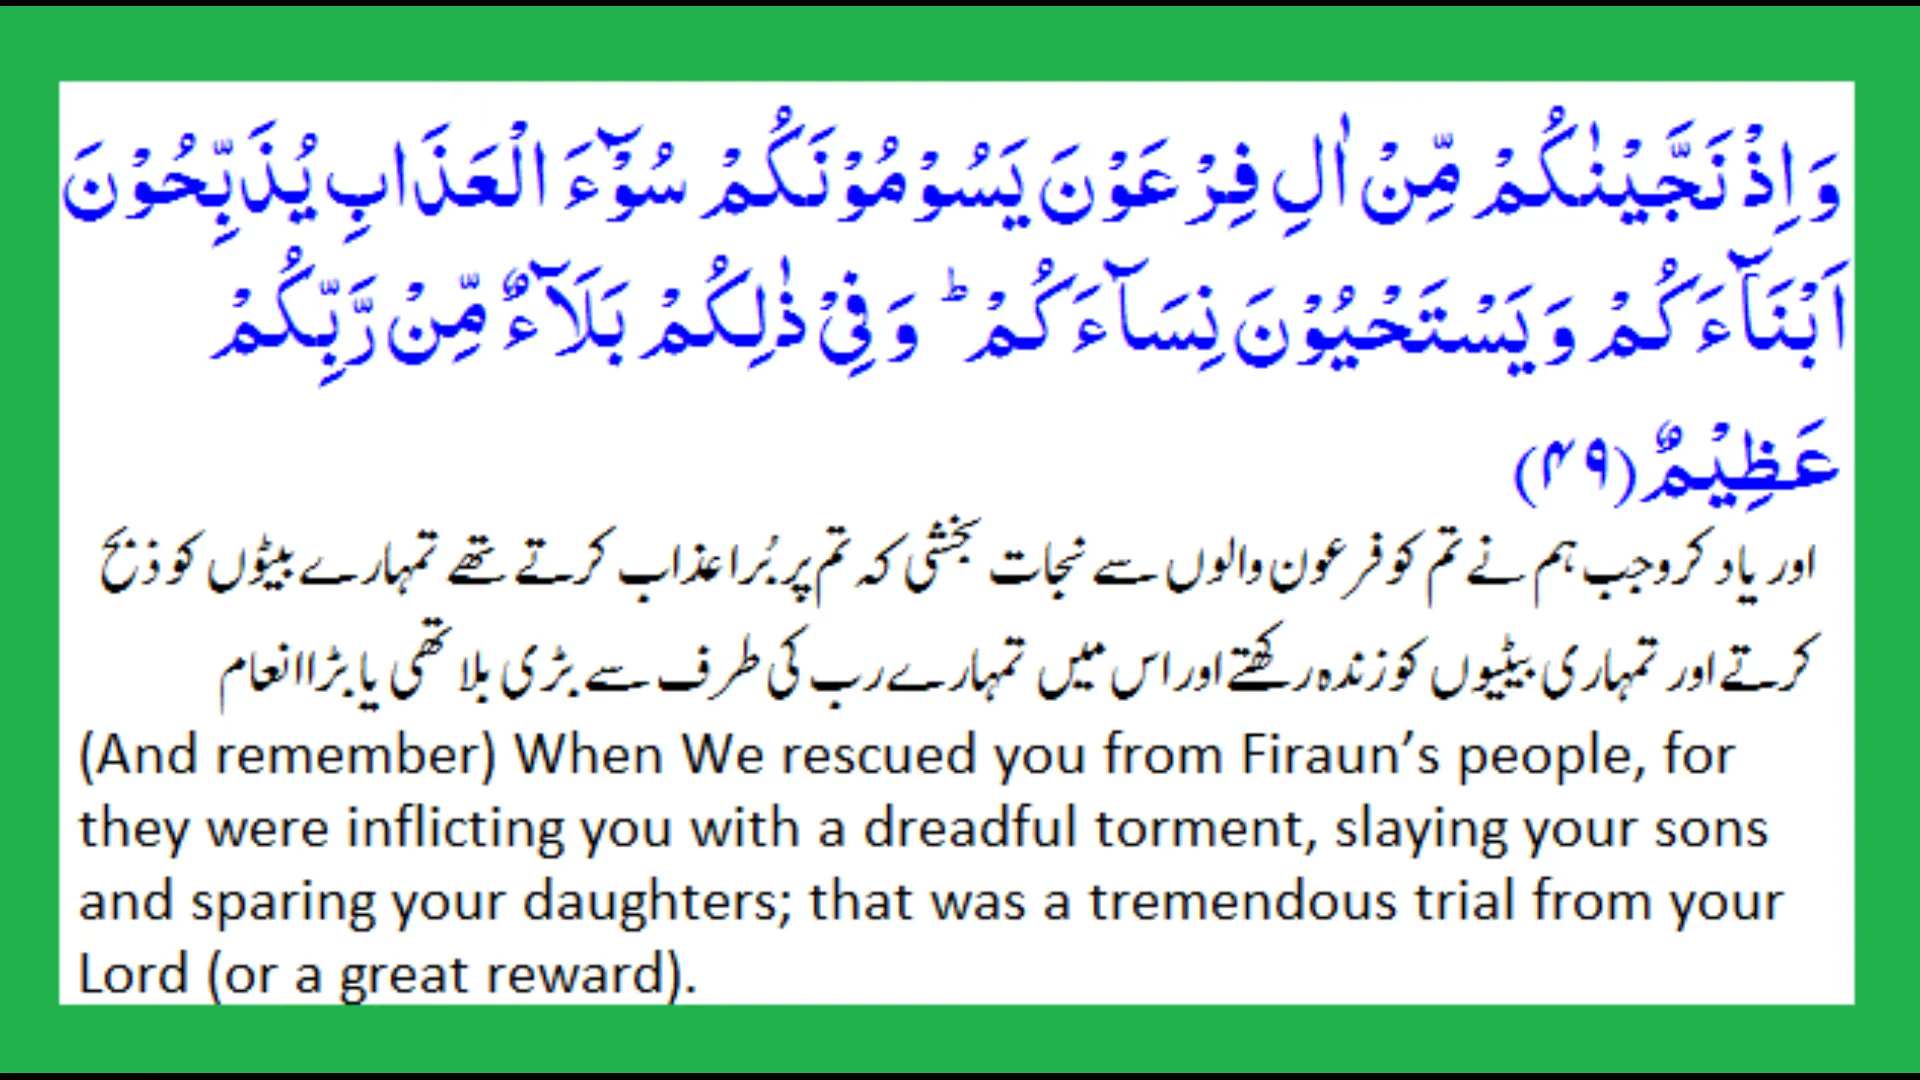 وَ اِذْ نَجَّیْنٰكُمْ مِّنْ اٰلِ فِرْعَوْنَ یَسُوْمُوْنَكُمْ سُوْٓءَ الْعَذَابِ یُذَبِّحُوْنَ
اَبْنَآءَكُمْ وَ یَسْتَحْیُوْنَ نِسَآءَكُمْؕ-وَ فِیْ ذٰلِكُمْ بَلَآءٌ مِّنْ رَّبِّكُمْ
عَظِیْمٌ(۴۹)
اور یاد کرو جب ہم نے تم کو فرعون والوں سے نجات بخشی کہ تم پر بُرا عذاب کرتے تھے تمہارے بیٹوں کو ذبح
کرتے اور تمہاری بیٹیوں کو زندہ رکھتے اور اس میں تمہارے رب کی طرف سے بڑی بلا تھی یا بڑا انعام
(And remember) When We rescued you from Firaun’s people, for
they were inflicting you with a dreadful torment, slaying your sons
and sparing your daughters; that was a tremendous trial from your
Lord (or a great reward).